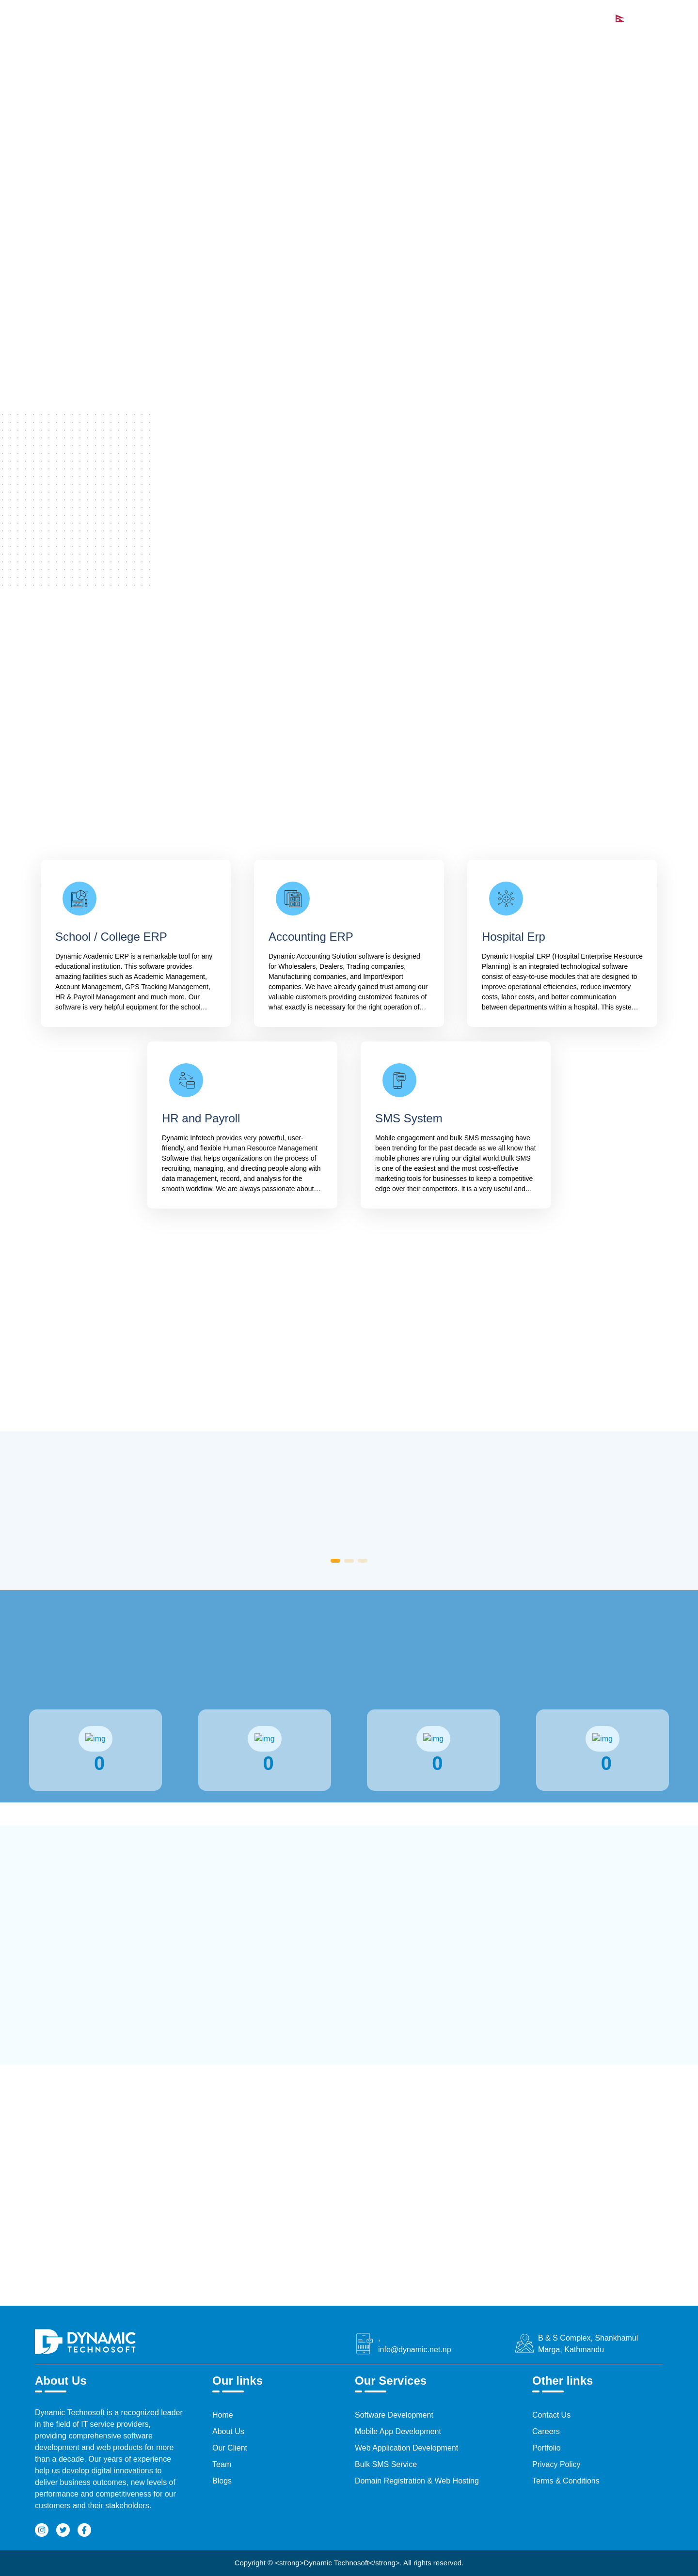 School / College ERP
Dynamic Academic ERP is a remarkable tool for any
educational institution. This software provides
amazing facilities such as Academic Management,
Account Management, GPS Tracking Management,
HR & Payroll Management and much more. Our
software is very helpful equipment for the school…
Accounting ERP
Dynamic Accounting Solution software is designed
for Wholesalers, Dealers, Trading companies,
Manufacturing companies, and Import/export
companies. We have already gained trust among our
valuable customers providing customized features of
what exactly is necessary for the right operation of…
Hospital Erp
Dynamic Hospital ERP (Hospital Enterprise Resource
Planning) is an integrated technological software
consist of easy-to-use modules that are designed to
improve operational efficiencies, reduce inventory
costs, labor costs, and better communication
between departments within a hospital. This syste…
HR and Payroll
Dynamic Infotech provides very powerful, user-
friendly, and flexible Human Resource Management
Software that helps organizations on the process of
recruiting, managing, and directing people along with
data management, record, and analysis for the
smooth workflow. We are always passionate about…
SMS System
Mobile engagement and bulk SMS messaging have
been trending for the past decade as we all know that
mobile phones are ruling our digital world.Bulk SMS
is one of the easiest and the most cost-effective
marketing tools for businesses to keep a competitive
edge over their competitors. It is a very useful and…
img
0
img
0
img
0
img
0
DYNAMIC
TECHNOSOFT
,
info@dynamic.net.np
B & S Complex, Shankhamul
Marga, Kathmandu
About Us
Dynamic Technosoft is a recognized leader
in the field of IT service providers,
providing comprehensive software
development and web products for more
than a decade. Our years of experience
help us develop digital innovations to
deliver business outcomes, new levels of
performance and competitiveness for our
customers and their stakeholders.
Our links
Home
About Us
Our Client
Team
Blogs
Our Services
Software Development
Mobile App Development
Web Application Development
Bulk SMS Service
Domain Registration & Web Hosting
Other links
Contact Us
Careers
Portfolio
Privacy Policy
Terms & Conditions
Copyright © <strong>Dynamic Technosoft</strong>. All rights reserved.